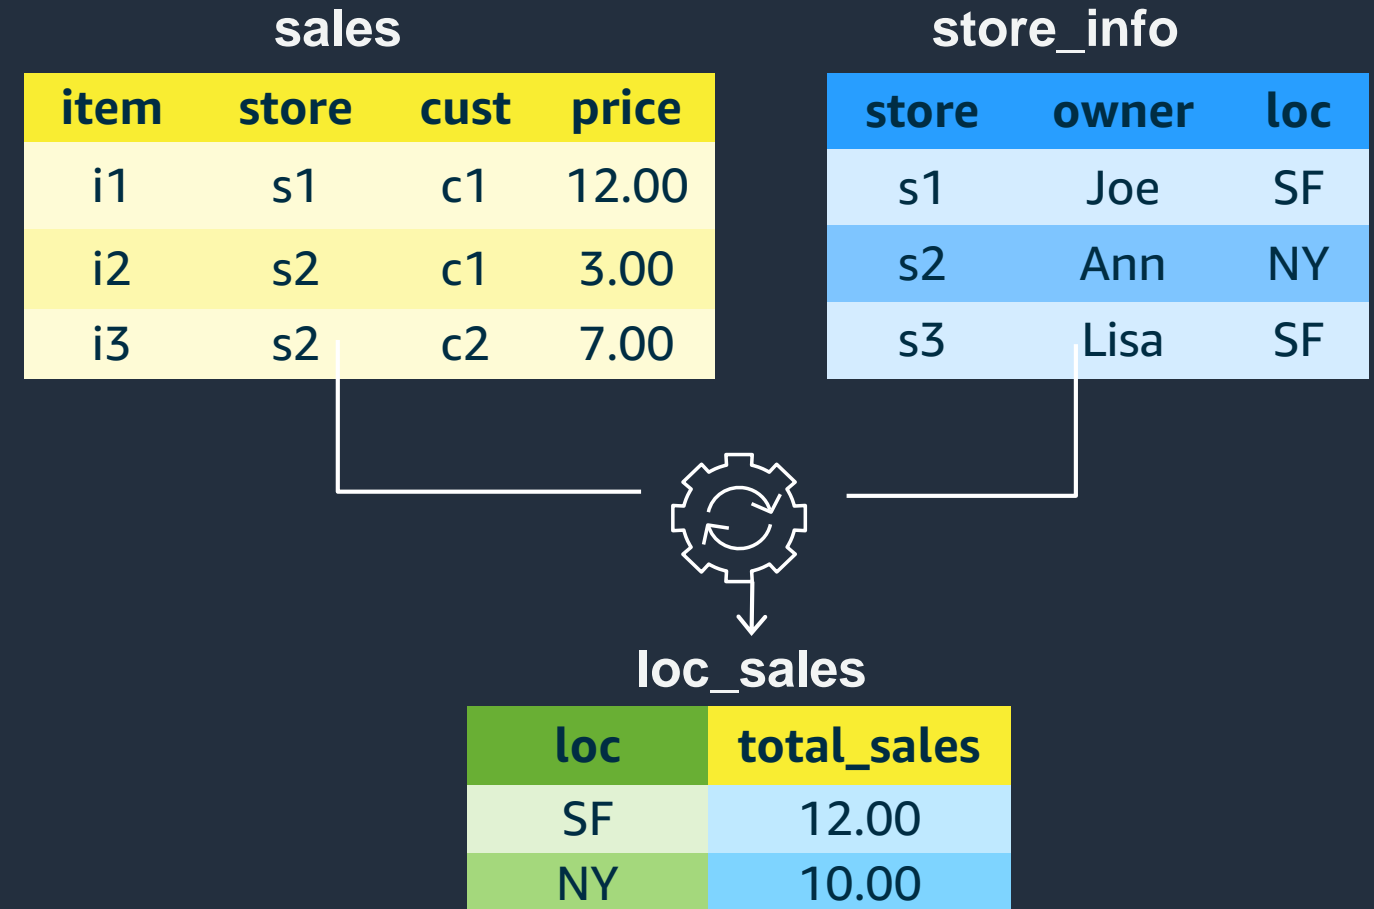 sales
item store cust price
i1 s1 c1 12.00
i2 s2 c1 3.00
i3 s2 c2 7.00
store_info
store owner loc
s1 Joe SF
s2 Ann NY
s3 Lisa SF
loc_sales
loc total_sales
SF 12.00
NY 10.00